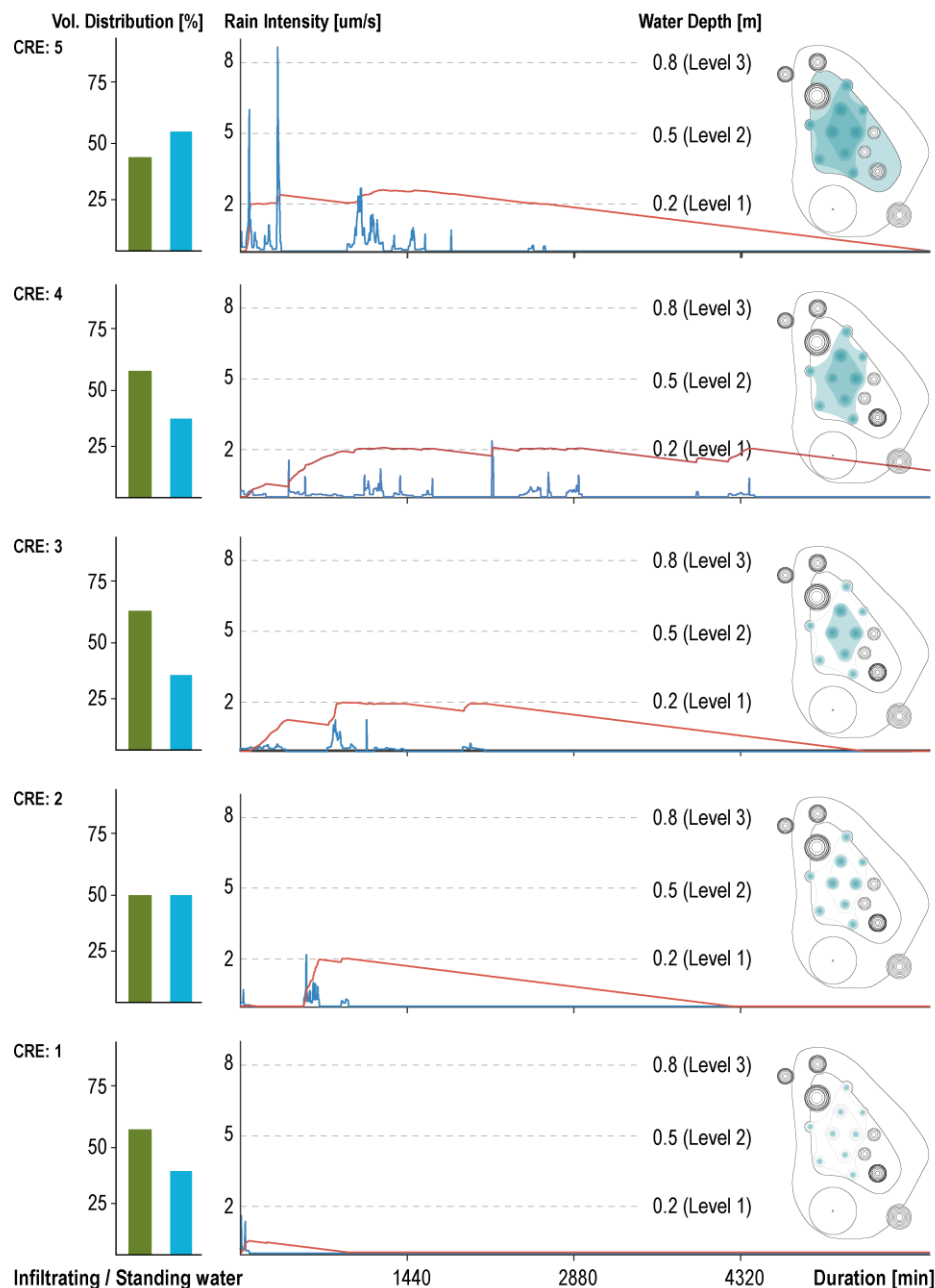 Vol. Distribution [%] Rain Intensity [um/s] Water Depth [m]
CRE: 5
75
50
25
8
5
2
0.8 (Level 3)
0.5 (Level 2)
0.2 (Level 1)
CRE: 4
75
50
25
8
5
2
0.8 (Level 3)
0.5 (Level 2)
0.2 (Level 1)
CRE: 3
75
50
25
8
5
2
0.8 (Level 3)
0.5 (Level 2)
0.2 (Level 1)
CRE: 2
75
50
25
8
5
2
0.8 (Level 3)
0.5 (Level 2)
0.2 (Level 1)
CRE: 1
75
50
25
8
5
2
0.8 (Level 3)
0.5 (Level 2)
0.2 (Level 1)
Infiltrating / Standing water 1440 2880 4320 Duration [min]